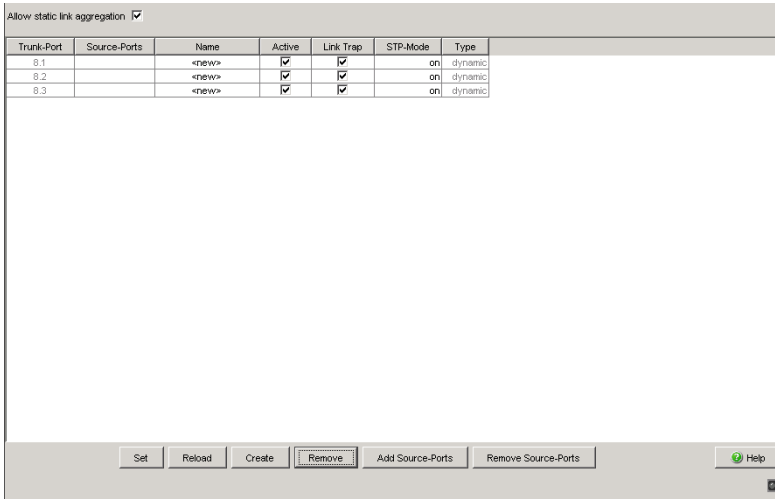 Allow static link aggregation
Trunk-Port Source-Ports Name Active Link Trap STP-Mode Type
8.1 <new> on dynamic
8.2 <new> on dynamic
8.3 <new> on dynamic
Set Reload Create Remove Add Source-Ports Remove Source-Ports Help